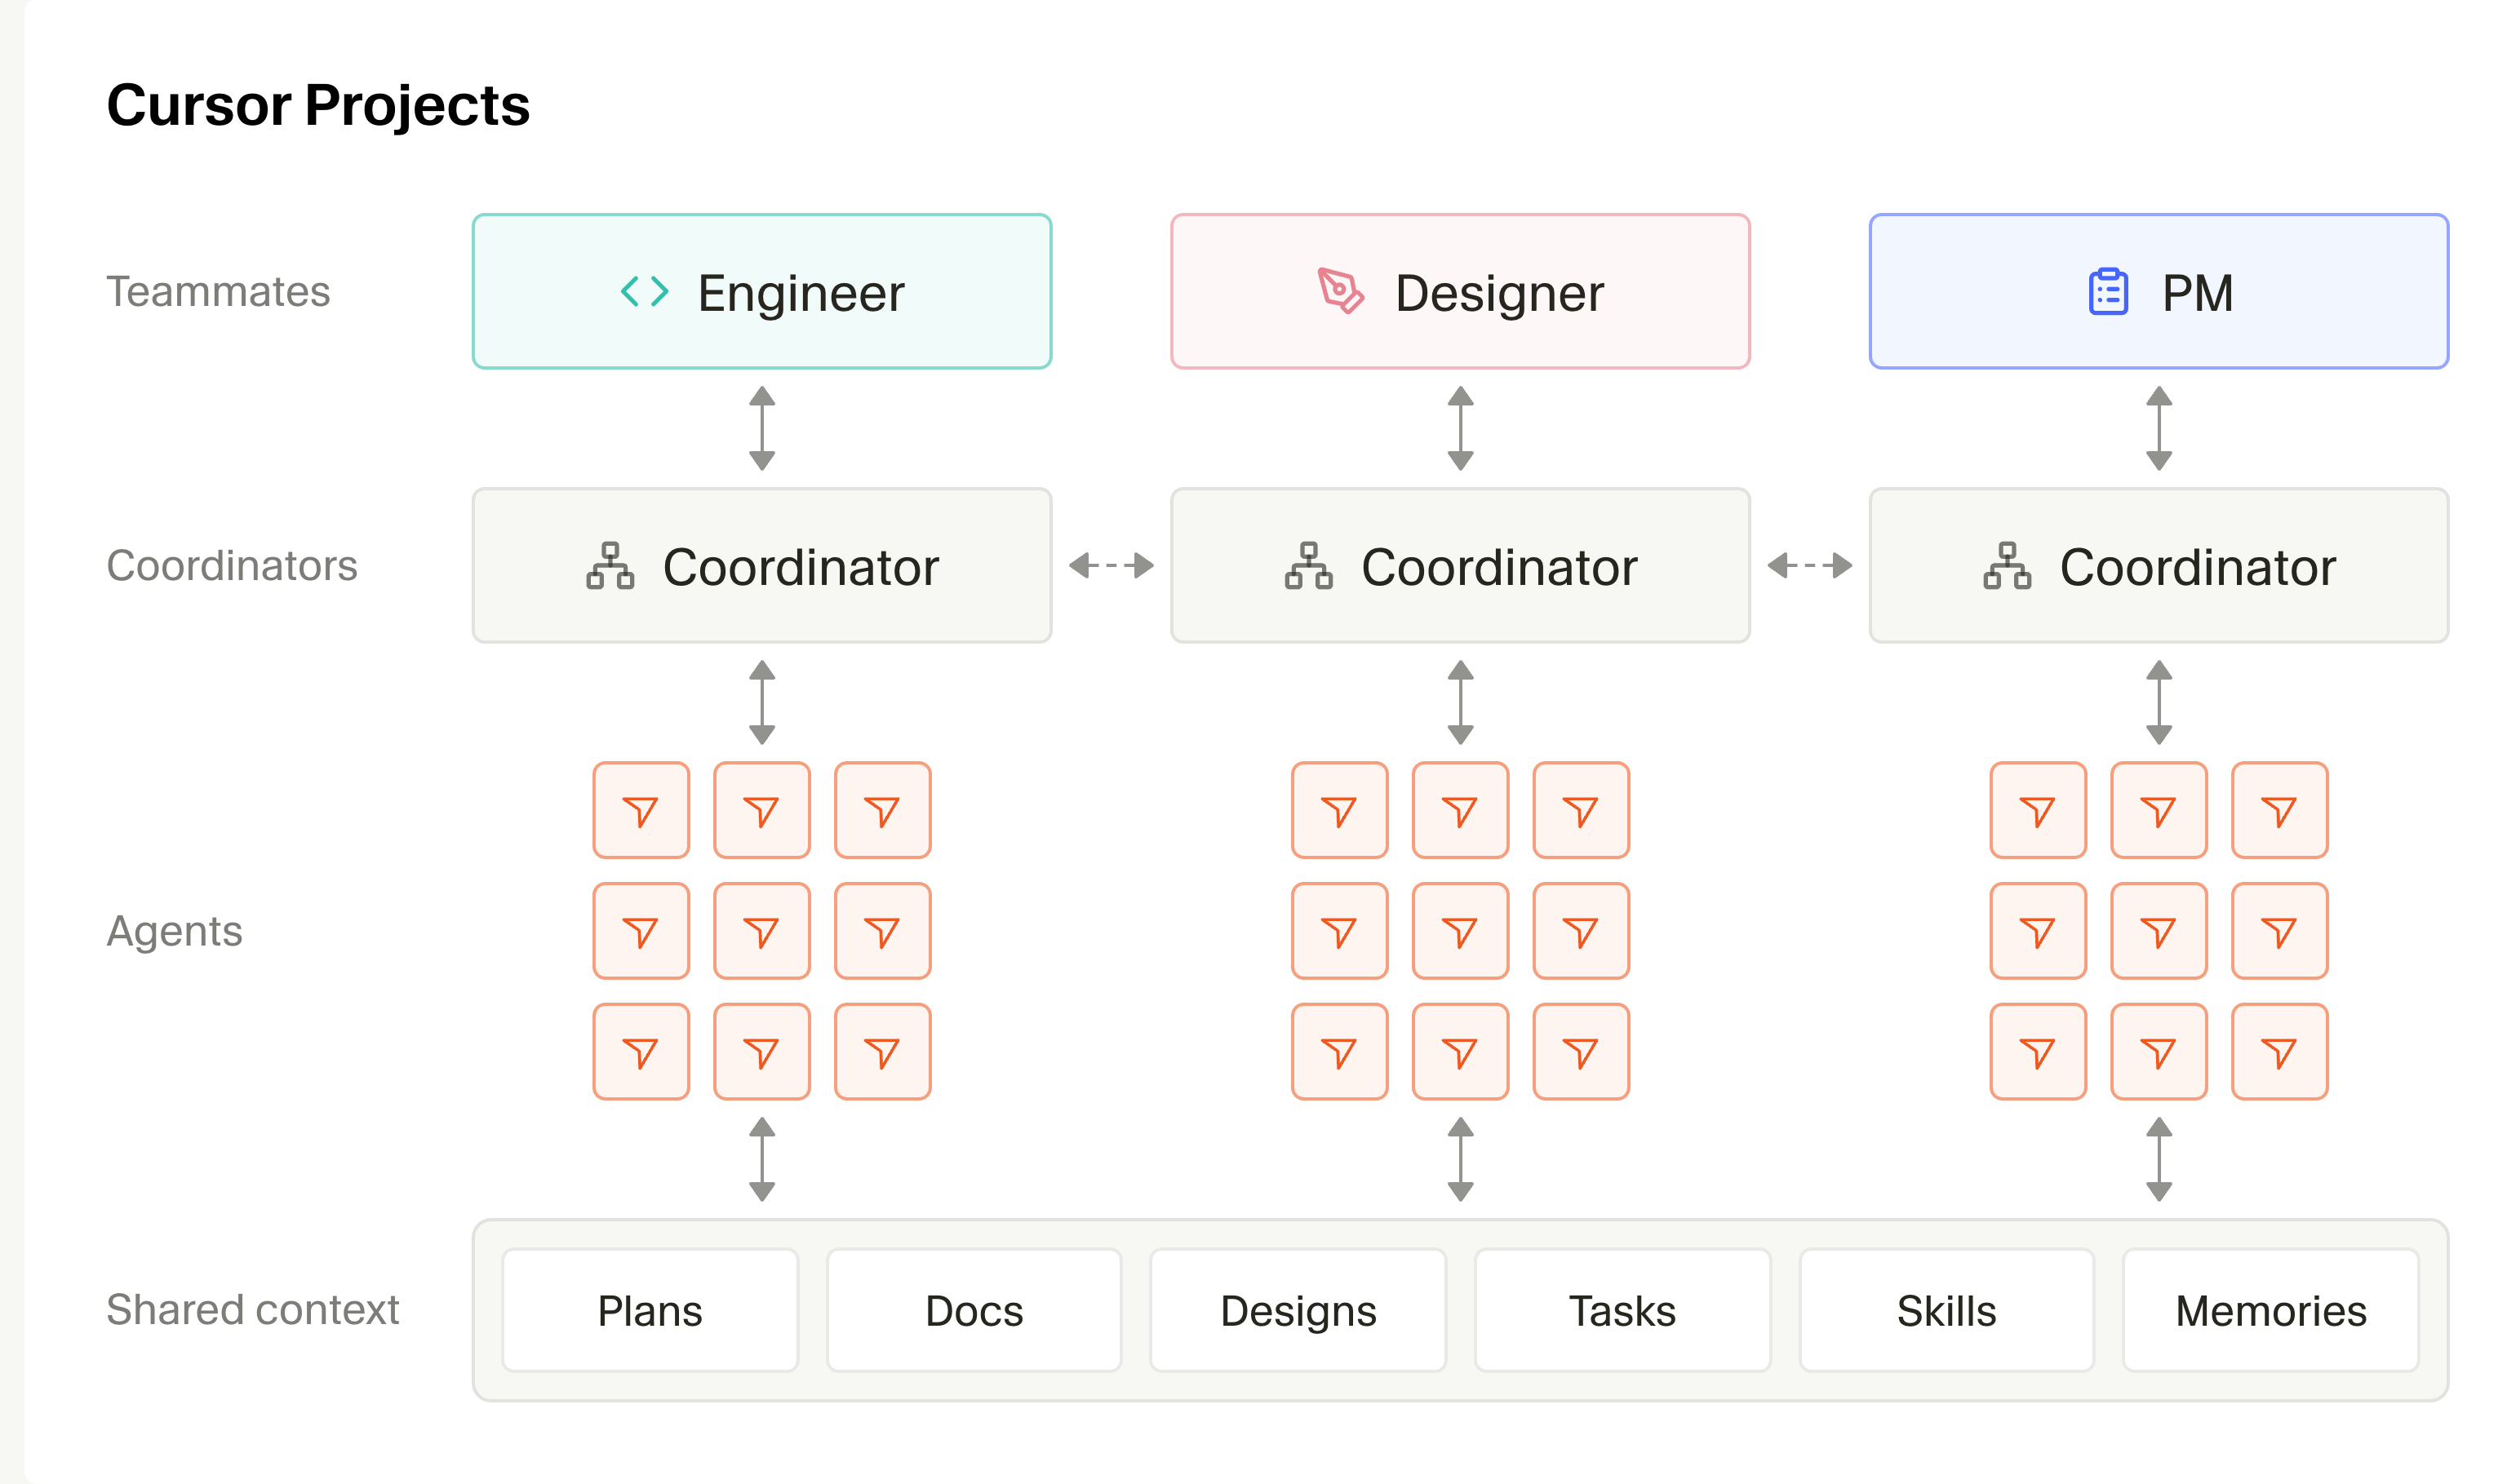 Cursor Projects
Teammates
Engineer
Designer
PM
Coordinators
Coordinator
Coordinator
Coordinator
Agents
Shared context
Plans
Docs
Designs
Tasks
Skills
Memories